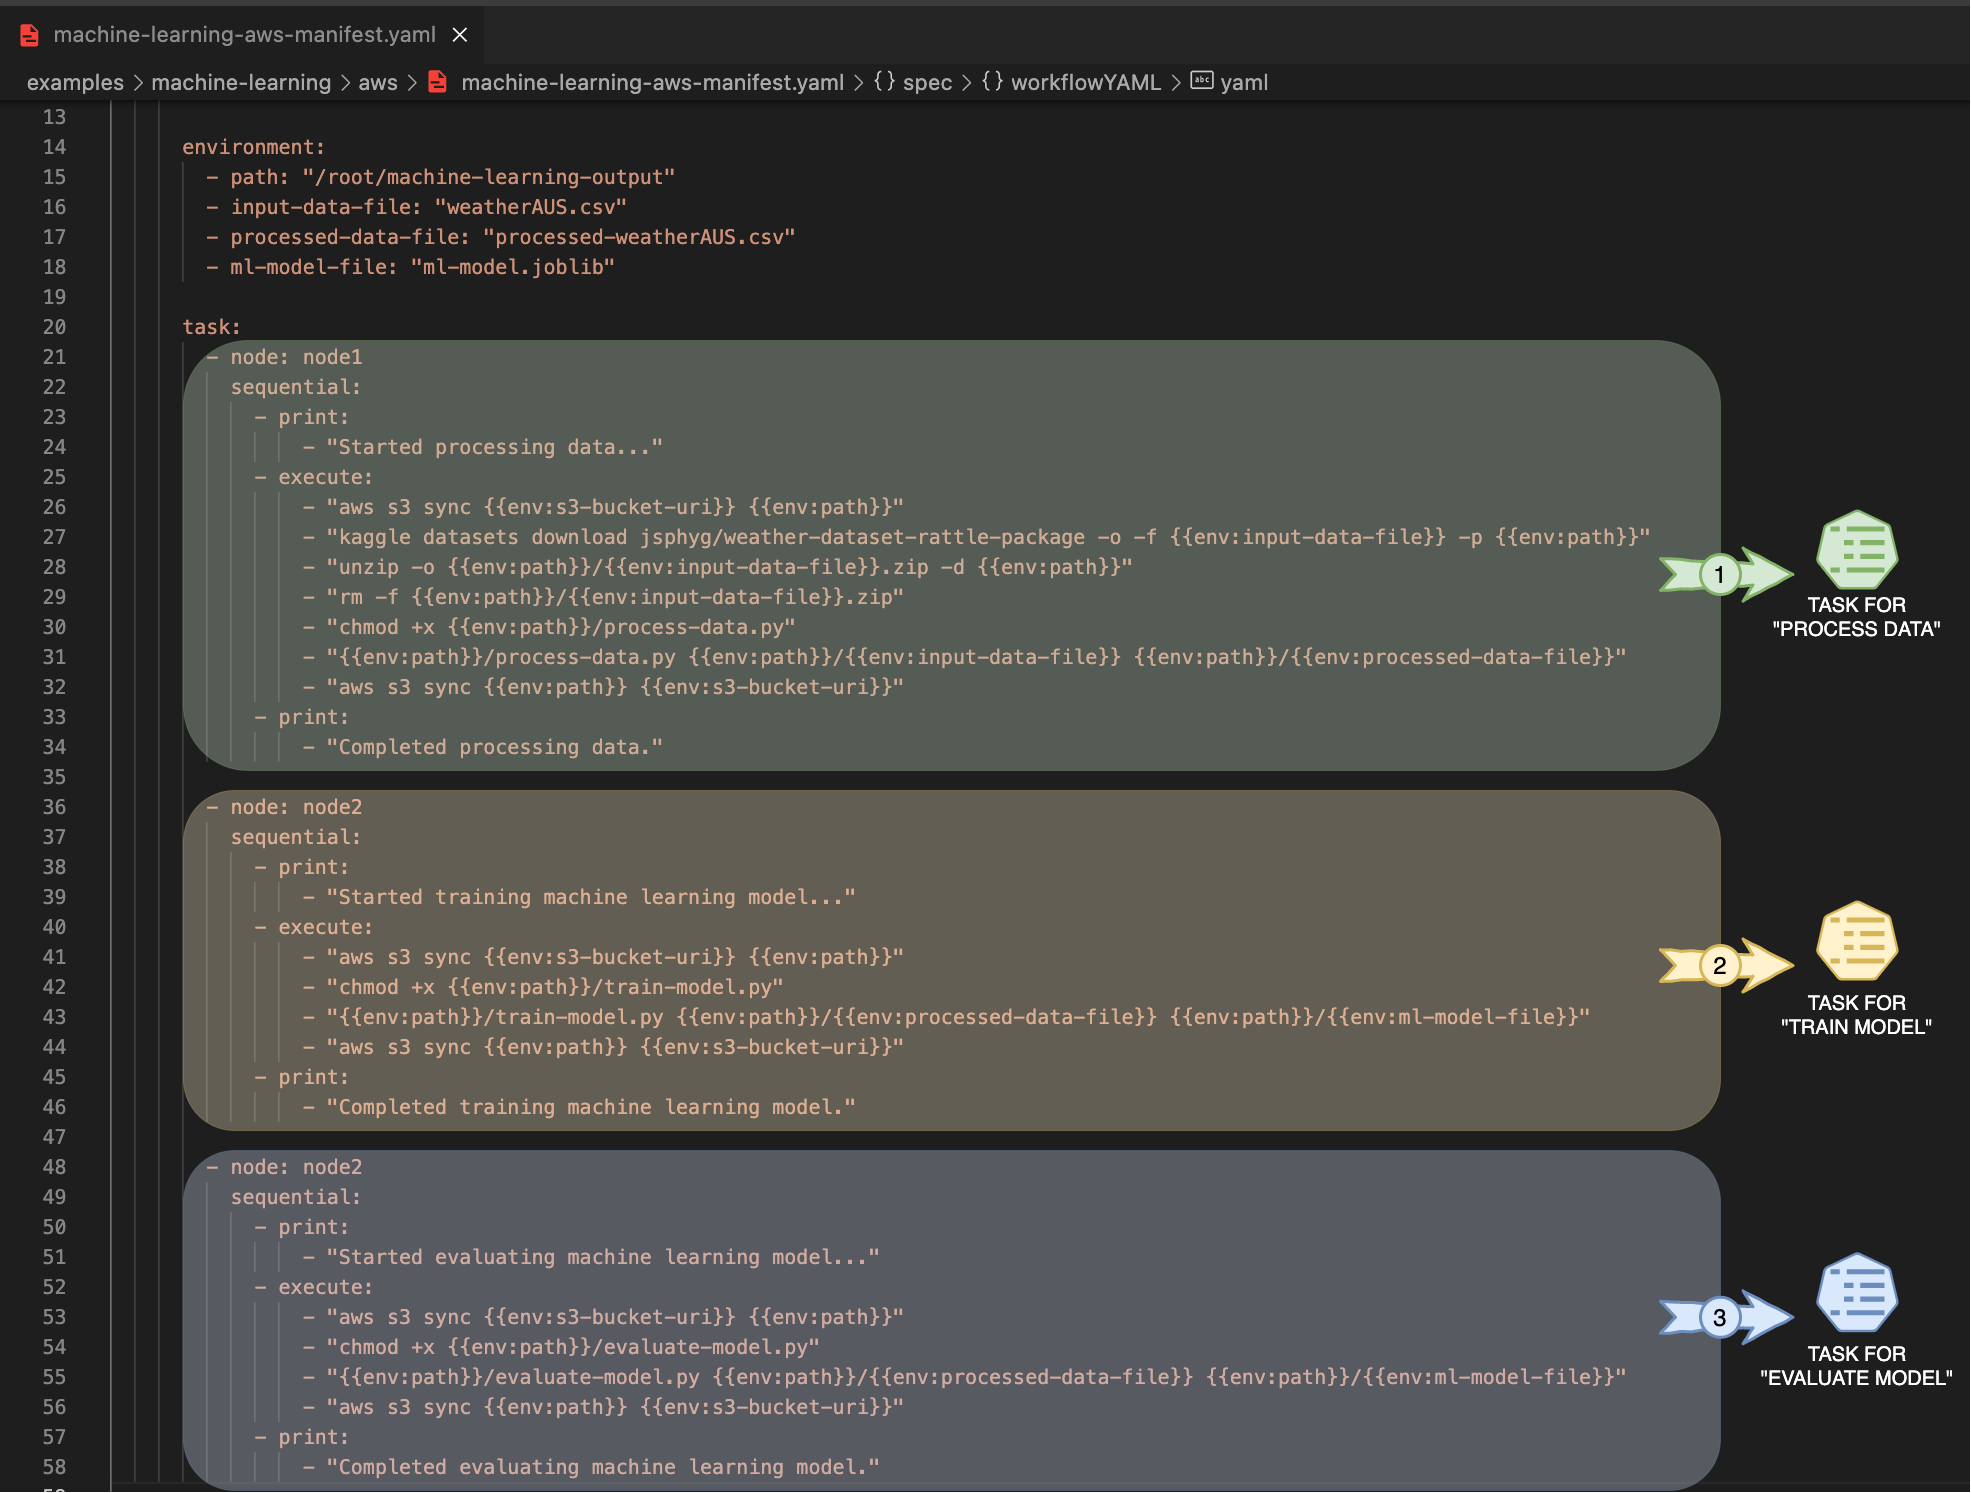 machine-learning-aws-manifest.yaml
examples > machine-learning > aws > machine-learning-aws-manifest.yaml > {} spec > {} workflowYAML > abc yaml
13
14 environment:
15 - path: "/root/machine-learning-output"
16 - input-data-file: "weatherAUS.csv"
17 - processed-data-file: "processed-weatherAUS.csv"
18 - ml-model-file: "ml-model.joblib"
19
20 task:
21 - node: node1
22 sequential:
23 - print:
24 - "Started processing data..."
25 - execute:
26 - "aws s3 sync {{env:s3-bucket-uri}} {{env:path}}"
27 - "kaggle datasets download jsphyg/weather-dataset-rattle-package -o -f {{env:input-data-file}} -p {{env:path}}"
28 - "unzip -o {{env:path}}/{{env:input-data-file}}.zip -d {{env:path}}"
29 - "rm -f {{env:path}}/{{env:input-data-file}}.zip"
30 - "chmod +x {{env:path}}/process-data.py"
31 - "{{env:path}}/process-data.py {{env:path}}/{{env:input-data-file}} {{env:path}}/{{env:processed-data-file}}"
32 - "aws s3 sync {{env:path}} {{env:s3-bucket-uri}}"
33 - print:
34 - "Completed processing data."
1
TASK FOR
"PROCESS DATA"
35
36 - node: node2
37 sequential:
38 - print:
39 - "Started training machine learning model..."
40 - execute:
41 - "aws s3 sync {{env:s3-bucket-uri}} {{env:path}}"
42 - "chmod +x {{env:path}}/train-model.py"
43 - "{{env:path}}/train-model.py {{env:path}}/{{env:processed-data-file}} {{env:path}}/{{env:ml-model-file}}"
44 - "aws s3 sync {{env:path}} {{env:s3-bucket-uri}}"
45 - print:
46 - "Completed training machine learning model."
2
TASK FOR
"TRAIN MODEL"
47
48 - node: node2
49 sequential:
50 - print:
51 - "Started evaluating machine learning model..."
52 - execute:
53 - "aws s3 sync {{env:s3-bucket-uri}} {{env:path}}"
54 - "chmod +x {{env:path}}/evaluate-model.py"
55 - "{{env:path}}/evaluate-model.py {{env:path}}/{{env:processed-data-file}} {{env:path}}/{{env:ml-model-file}}"
56 - "aws s3 sync {{env:path}} {{env:s3-bucket-uri}}"
57 - print:
58 - "Completed evaluating machine learning model."
3
TASK FOR
"EVALUATE MODEL"